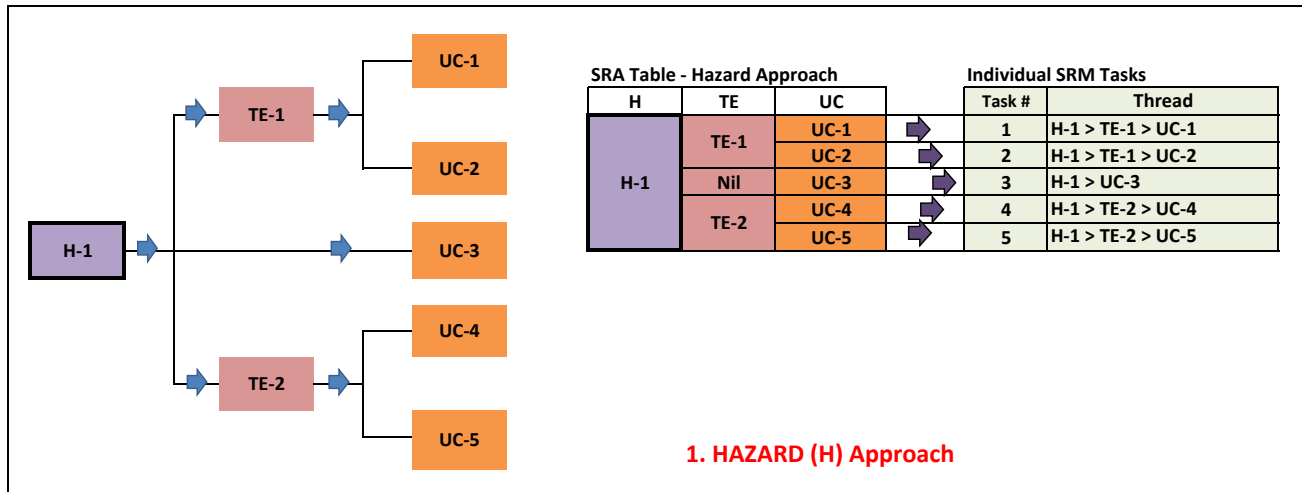 UC-1
TE-1
UC-2
H-1
UC-3
UC-4
TE-2
UC-5
SRA Table - Hazard Approach
H TE UC
H-1
TE-1
UC-1
UC-2
Nil
UC-3
TE-2
UC-4
UC-5
Individual SRM Tasks
Task # Thread
1 H-1 > TE-1 > UC-1
2 H-1 > TE-1 > UC-2
3 H-1 > UC-3
4 H-1 > TE-2 > UC-4
5 H-1 > TE-2 > UC-5
1. HAZARD (H) Approach